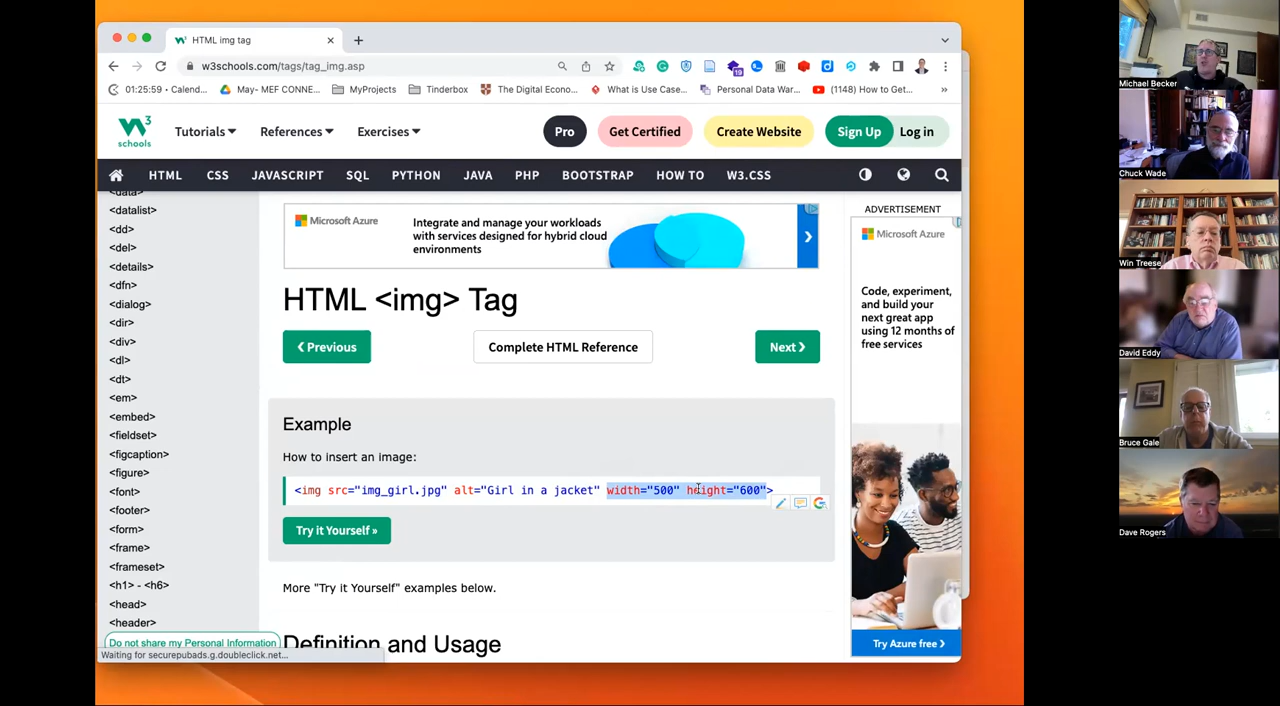 HTML img tag
w3schools.com/tags/tag_img.asp
19
01:25:59 • Calend...
May- MEF CONNE...
MyProjects
Tinderbox
The Digital Econo...
What is Use Case...
Personal Data War...
(1148) How to Get...
»
W3 schools
Tutorials
References
Exercises
Pro
Get Certified
Create Website
Sign Up
Log in
HTML
CSS
JAVASCRIPT
SQL
PYTHON
JAVA
PHP
BOOTSTRAP
HOW TO
W3.CSS
<data>
<datalist>
<dd>
<del>
<details>
<dfn>
<dialog>
<dir>
<div>
<dl>
<dt>
<em>
<embed>
<fieldset>
<figcaption>
<figure>
<font>
<footer>
<form>
<frame>
<frameset>
<h1> - <h6>
<head>
<header>
Do not share my Personal Information
Waiting for securepubads.g.doubleclick.net...
Microsoft Azure
Integrate and manage your workloads
with services designed for hybrid cloud
environments
HTML <img> Tag
❮ Previous
Complete HTML Reference
Next ❯
Example
How to insert an image:
<img src="img_girl.jpg" alt="Girl in a jacket" width="500" height="600">
Try it Yourself »
More "Try it Yourself" examples below.
Definition and Usage
ADVERTISEMENT
Microsoft Azure
Code, experiment,
and build your
next great app
using 12 months of
free services
Try Azure free ❯
Michael Becker
Chuck Wade
Win Treese
David Eddy
Bruce Gale
Dave Rogers